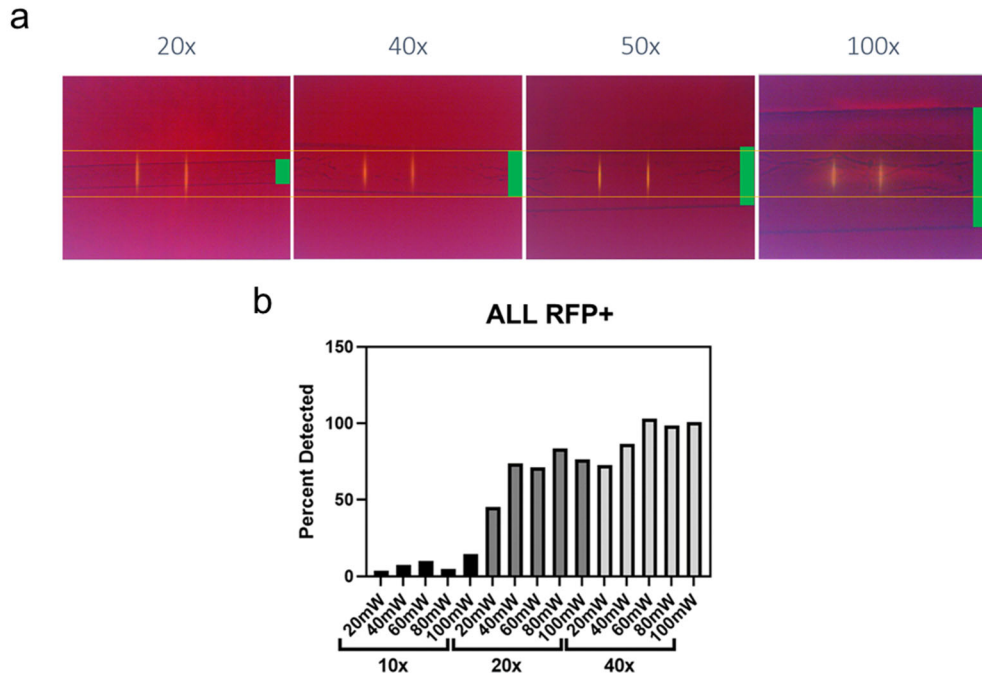 a
20x 40x 50x 100x
b
ALL RFP+
150
100
50
0
Percent Detected
20mW 40mW 60mW 80mW 100mW 20mW 40mW 60mW 80mW 100mW 20mW 40mW 60mW 80mW 100mW
10x 20x 40x